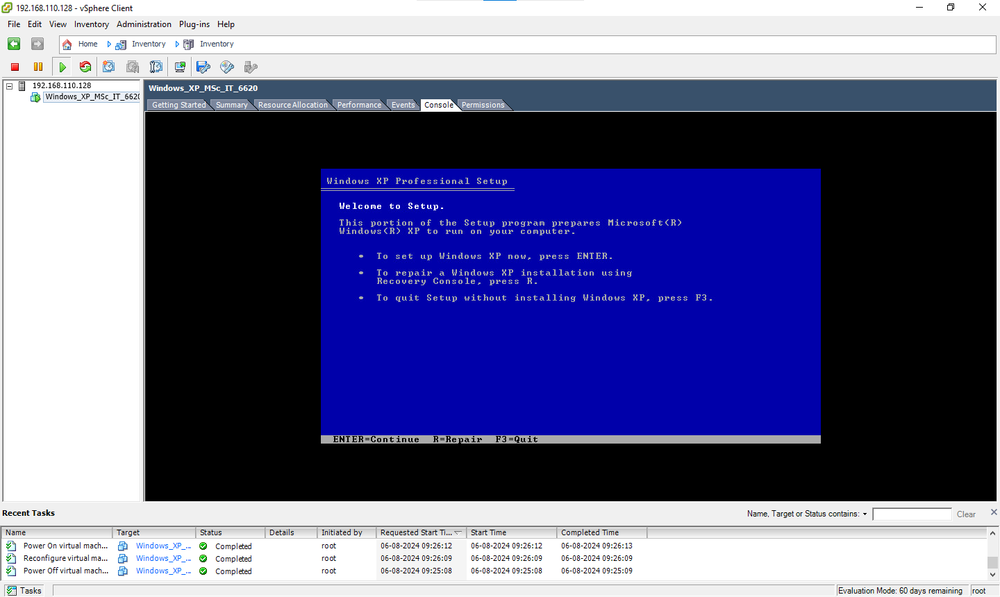 192.168.110.128 - vSphere Client
File Edit View Inventory Administration Plug-ins Help
Home Inventory Inventory
192.168.110.128
Windows_XP_MSc_IT_6620
Windows_XP_MSc_IT_6620
Getting Started Summary Resource Allocation Performance Events Console Permissions
Windows XP Professional Setup
Welcome to Setup.
This portion of the Setup program prepares Microsoft(R)
Windows(R) XP to run on your computer.
• To set up Windows XP now, press ENTER.
• To repair a Windows XP installation using
Recovery Console, press R.
• To quit Setup without installing Windows XP, press F3.
ENTER=Continue R=Repair F3=Quit
Recent Tasks
Name, Target or Status contains: Clear
Name Target Status Details Initiated by Requested Start Ti... Start Time Completed Time
Power On virtual mach... Windows_XP_... Completed root 06-08-2024 09:26:12 06-08-2024 09:26:12 06-08-2024 09:26:13
Reconfigure virtual ma... Windows_XP_... Completed root 06-08-2024 09:26:09 06-08-2024 09:26:09 06-08-2024 09:26:09
Power Off virtual mach... Windows_XP_... Completed root 06-08-2024 09:25:08 06-08-2024 09:25:08 06-08-2024 09:25:09
Tasks Evaluation Mode: 60 days remaining root